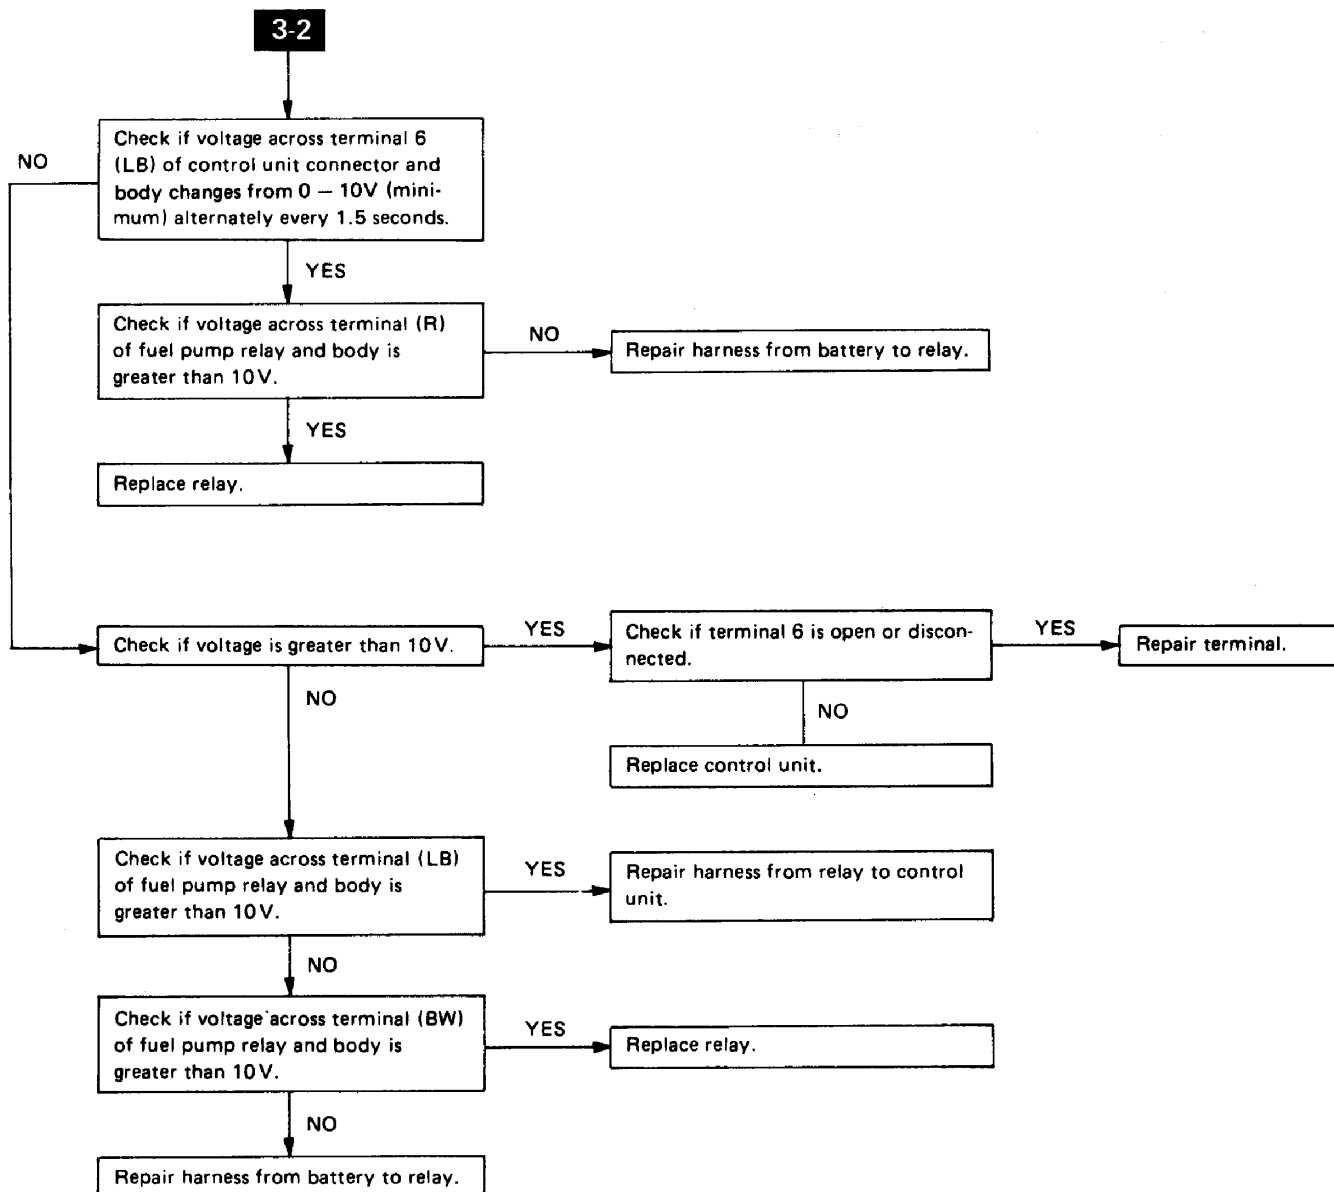 3-2
Check if voltage across terminal 6
(LB) of control unit connector and
body changes from 0 — 10V (mini-
mum) alternately every 1.5 seconds.
NO
YES
Check if voltage across terminal (R)
of fuel pump relay and body is
greater than 10V.
NO
Repair harness from battery to relay.
YES
Replace relay.
Check if voltage is greater than 10V.
YES
Check if terminal 6 is open or discon-
nected.
YES
Repair terminal.
NO
NO
Replace control unit.
Check if voltage across terminal (LB)
of fuel pump relay and body is
greater than 10V.
YES
Repair harness from relay to control
unit.
NO
Check if voltage across terminal (BW)
of fuel pump relay and body is
greater than 10V.
YES
Replace relay.
NO
Repair harness from battery to relay.